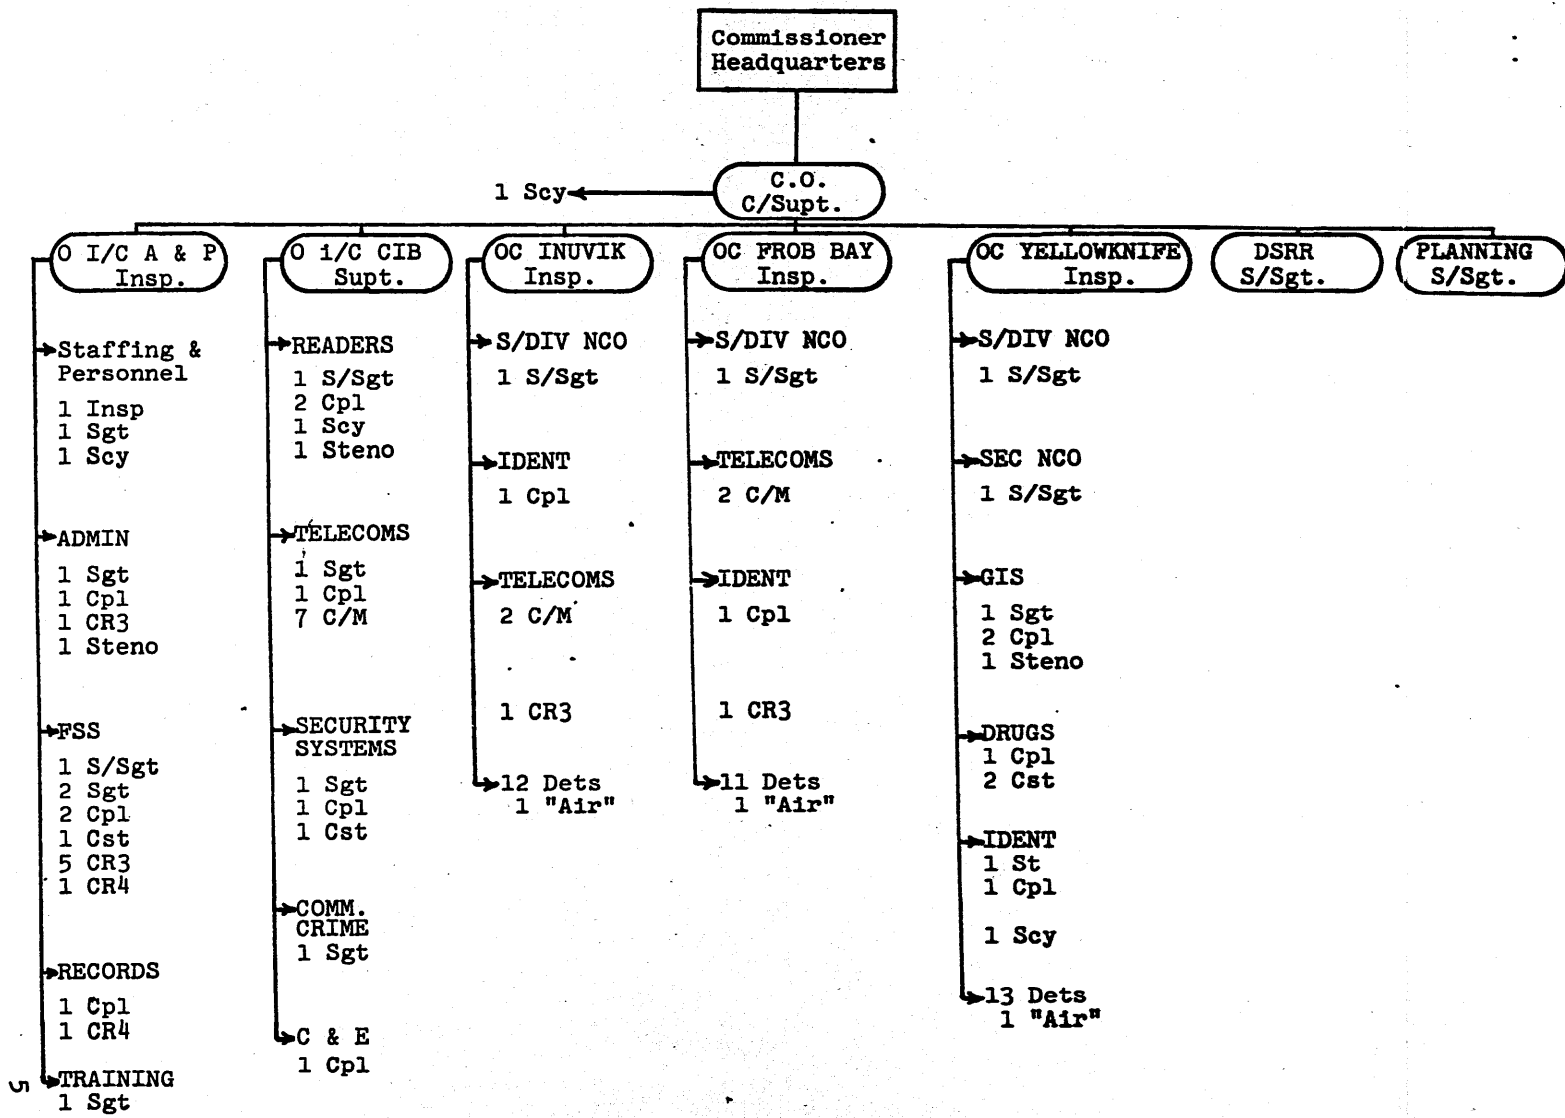 Commissioner
Headquarters
1 Scy
C.O.
C/Supt.
O I/C A & P
Insp.
Staffing &
Personnel
1 Insp
1 Sgt
1 Scy
ADMIN
1 Sgt
1 Cpl
1 CR3
1 Steno
FSS
1 S/Sgt
2 Sgt
2 Cpl
1 Cst
5 CR3
1 CR4
RECORDS
1 Cpl
1 CR4
TRAINING
1 Sgt
O i/C CIB
Supt.
READERS
1 S/Sgt
2 Cpl
1 Scy
1 Steno
TELECOMS
1 Sgt
1 Cpl
7 C/M
SECURITY
SYSTEMS
1 Sgt
1 Cpl
1 Cst
COMM.
CRIME
1 Sgt
C & E
1 Cpl
OC INUVIK
Insp.
S/DIV NCO
1 S/Sgt
IDENT
1 Cpl
TELECOMS
2 C/M
1 CR3
12 Dets
1 "Air"
OC FROB BAY
Insp.
S/DIV NCO
1 S/Sgt
TELECOMS
2 C/M
IDENT
1 Cpl
1 CR3
11 Dets
1 "Air"
OC YELLOWKNIFE
Insp.
S/DIV NCO
1 S/Sgt
SEC NCO
1 S/Sgt
GIS
1 Sgt
2 Cpl
1 Steno
DRUGS
1 Cpl
2 Cst
IDENT
1 St
1 Cpl
1 Scy
13 Dets
1 "Air"
DSRR
S/Sgt.
PLANNING
S/Sgt.
5